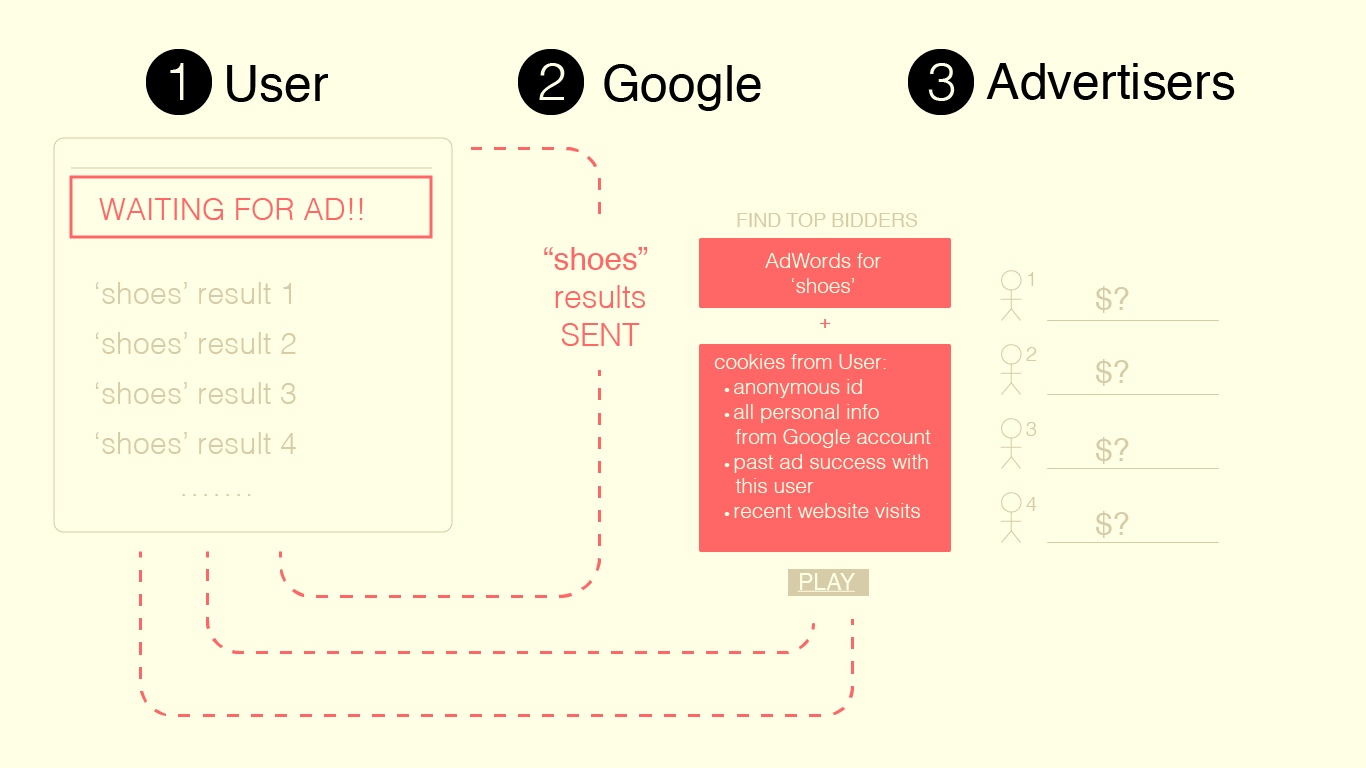 1 User
2 Google
3 Advertisers
WAITING FOR AD!!
‘shoes’ result 1
‘shoes’ result 2
‘shoes’ result 3
‘shoes’ result 4
.......
“shoes”
results
SENT
FIND TOP BIDDERS
AdWords for
‘shoes’
+
cookies from User:
• anonymous id
• all personal info
from Google account
• past ad success with
this user
• recent website visits
PLAY
1 $?
2 $?
3 $?
4 $?